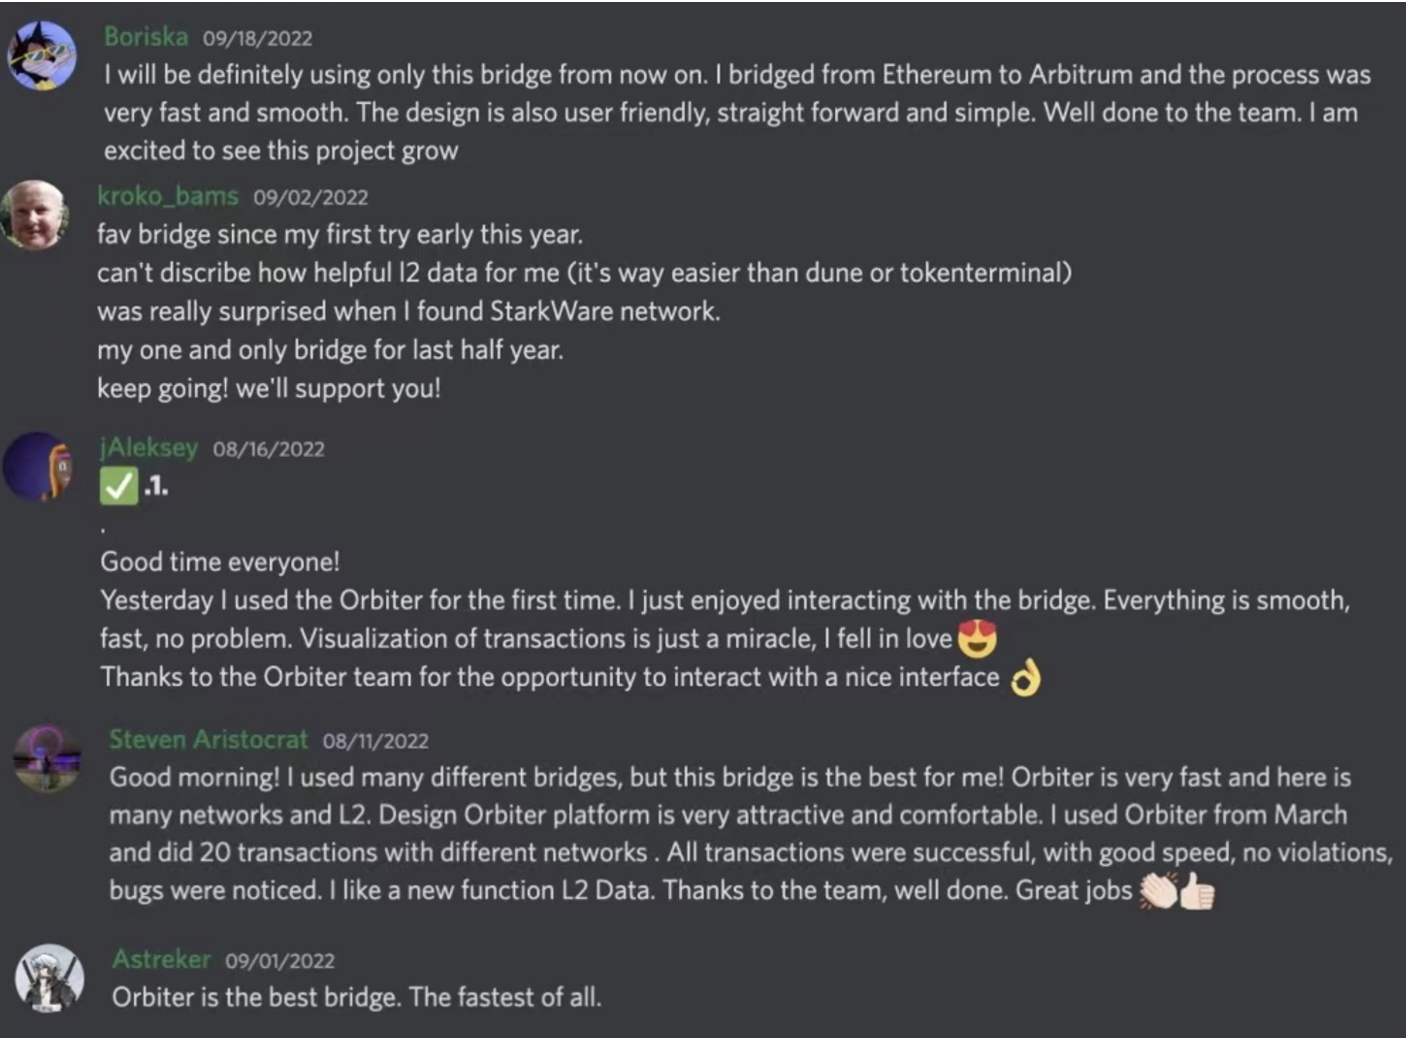 Boriska 09/18/2022
I will be definitely using only this bridge from now on. I bridged from Ethereum to Arbitrum and the process was
very fast and smooth. The design is also user friendly, straight forward and simple. Well done to the team. I am
excited to see this project grow
kroko_bams 09/02/2022
fav bridge since my first try early this year.
can't discribe how helpful l2 data for me (it's way easier than dune or tokenterminal)
was really surprised when I found StarkWare network.
my one and only bridge for last half year.
keep going! we'll support you!
jAleksey 08/16/2022
✅ .1.
.
Good time everyone!
Yesterday I used the Orbiter for the first time. I just enjoyed interacting with the bridge. Everything is smooth,
fast, no problem. Visualization of transactions is just a miracle, I fell in love 😍
Thanks to the Orbiter team for the opportunity to interact with a nice interface 👌
Steven Aristocrat 08/11/2022
Good morning! I used many different bridges, but this bridge is the best for me! Orbiter is very fast and here is
many networks and L2. Design Orbiter platform is very attractive and comfortable. I used Orbiter from March
and did 20 transactions with different networks . All transactions were successful, with good speed, no violations,
bugs were noticed. I like a new function L2 Data. Thanks to the team, well done. Great jobs 👏🏻👍🏻
Astreker 09/01/2022
Orbiter is the best bridge. The fastest of all.